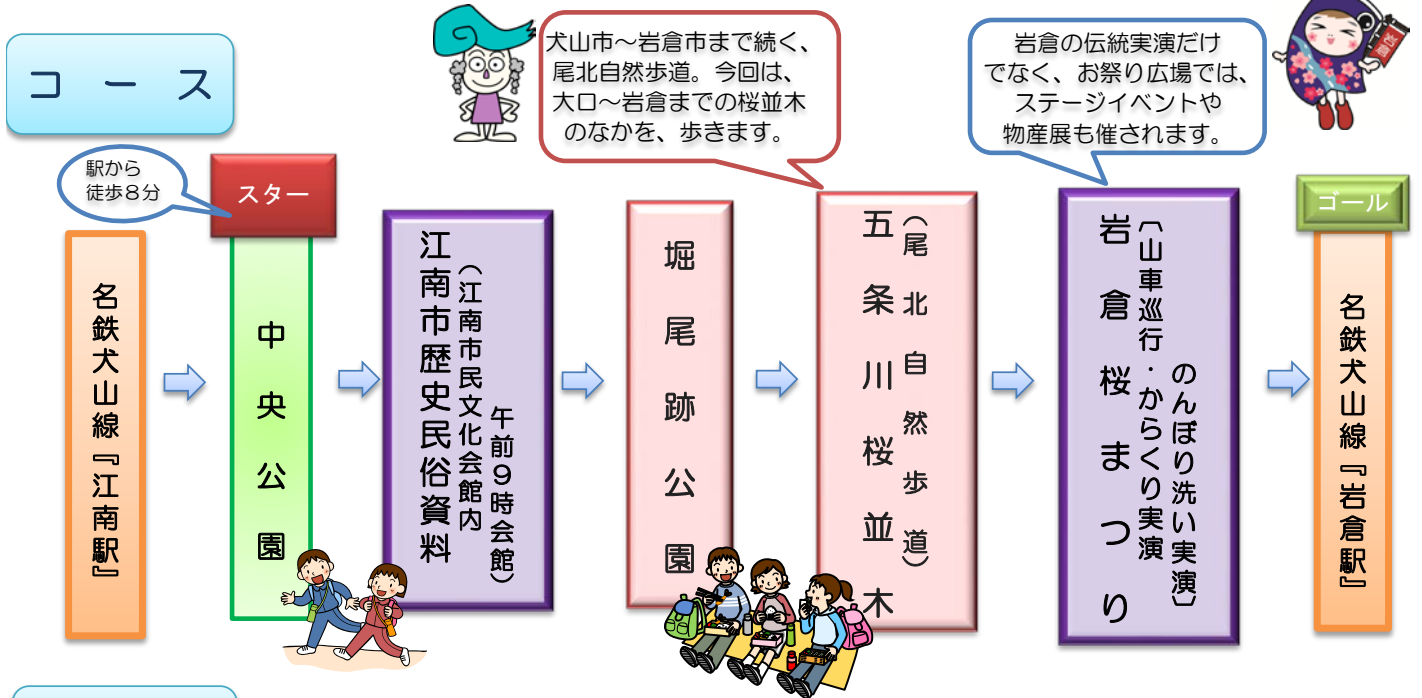 コース
犬山市～岩倉市まで続く、
尾北自然歩道。今回は、
大口～岩倉までの桜並木
のなかを、歩きます。
岩倉の伝統実演だけ
でなく、お祭り広場では、
ステージイベントや
物産展も催されます。
岩倉
駅から
徒歩８分
スター
名鉄犬山線『江南駅』
中央公園
江南市歴史民俗資料
（江南市民文化会館内
午前９時会館）
堀尾跡公園
五条川桜並木
（尾北自然歩道）
岩倉桜まつり
〔山車巡行・からくり実演
のんぼり洗い実演〕
ゴール
名鉄犬山線『岩倉駅』